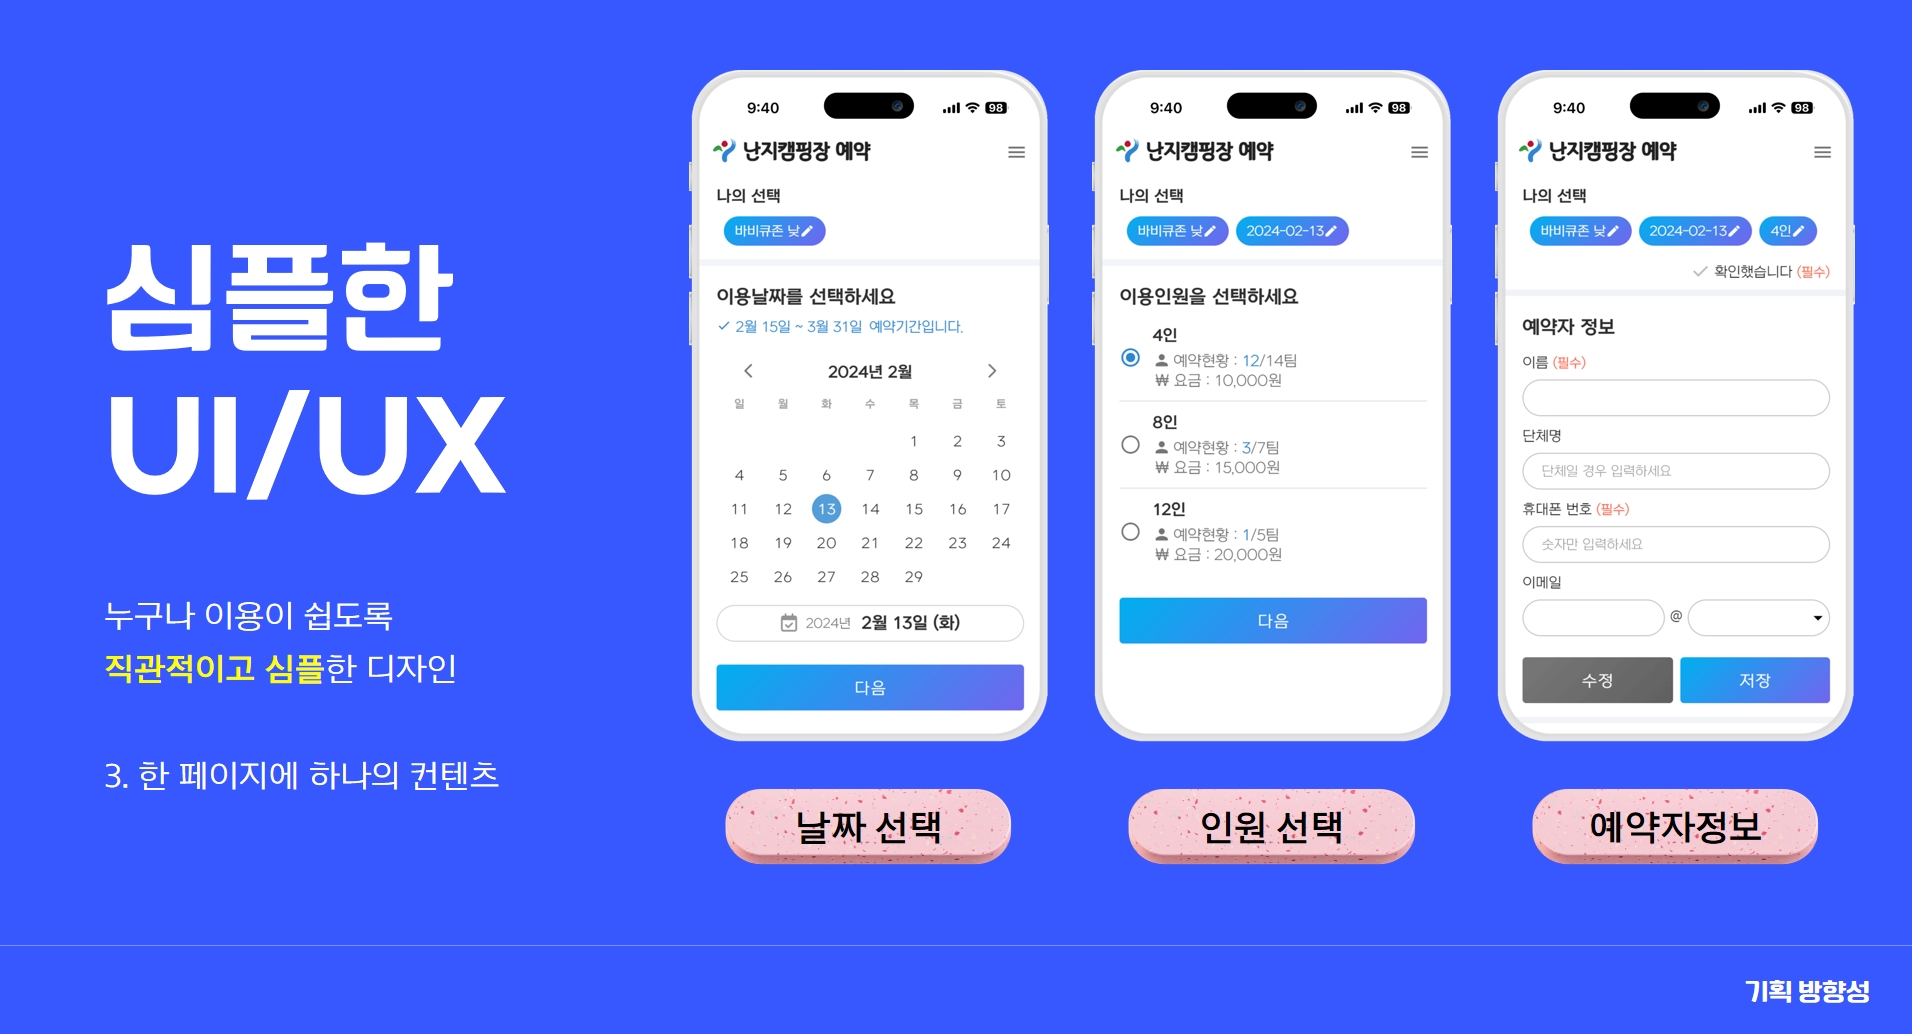 심플한
UI/UX
누구나 이용이 쉽도록
직관적이고 심플한 디자인
3. 한 페이지에 하나의 컨텐츠
9:40
98
난지캠핑장 예약
나의 선택
바비큐존 낮
이용날짜를 선택하세요
2월 15일 ~ 3월 31일 예약기간입니다.
2024년 2월
일 월 화 수 목 금 토
1 2 3
4 5 6 7 8 9 10
11 12 13 14 15 16 17
18 19 20 21 22 23 24
25 26 27 28 29
2024년 2월 13일 (화)
다음
날짜 선택
9:40
98
난지캠핑장 예약
나의 선택
바비큐존 낮 2024-02-13
이용인원을 선택하세요
4인
예약현황 : 12/14팀
₩ 요금 : 10,000원
8인
예약현황 : 3/7팀
₩ 요금 : 15,000원
12인
예약현황 : 1/5팀
₩ 요금 : 20,000원
다음
인원 선택
9:40
98
난지캠핑장 예약
나의 선택
바비큐존 낮 2024-02-13 4인
확인했습니다 (필수)
예약자 정보
이름 (필수)
단체명
단체일 경우 입력하세요
휴대폰 번호 (필수)
숫자만 입력하세요
이메일
@
수정 저장
예약자정보
기획 방향성